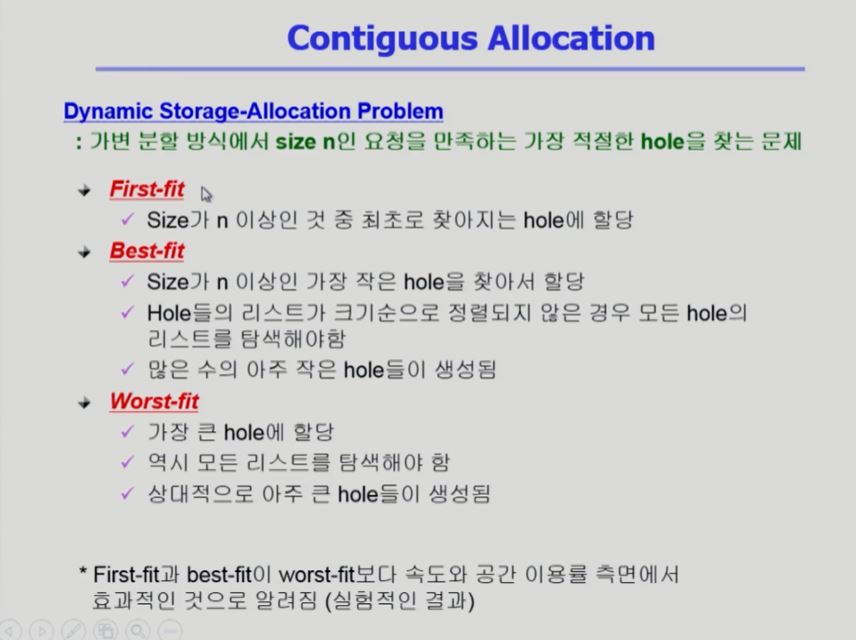 Contiguous Allocation
Dynamic Storage-Allocation Problem
: 가변 분할 방식에서 size n인 요청을 만족하는 가장 적절한 hole을 찾는 문제
First-fit
Size가 n 이상인 것 중 최초로 찾아지는 hole에 할당
Best-fit
Size가 n 이상인 가장 작은 hole을 찾아서 할당
Hole들의 리스트가 크기순으로 정렬되지 않은 경우 모든 hole의
리스트를 탐색해야함
많은 수의 아주 작은 hole들이 생성됨
Worst-fit
가장 큰 hole에 할당
역시 모든 리스트를 탐색해야 함
상대적으로 아주 큰 hole들이 생성됨
* First-fit과 best-fit이 worst-fit보다 속도와 공간 이용률 측면에서
효과적인 것으로 알려짐 (실험적인 결과)